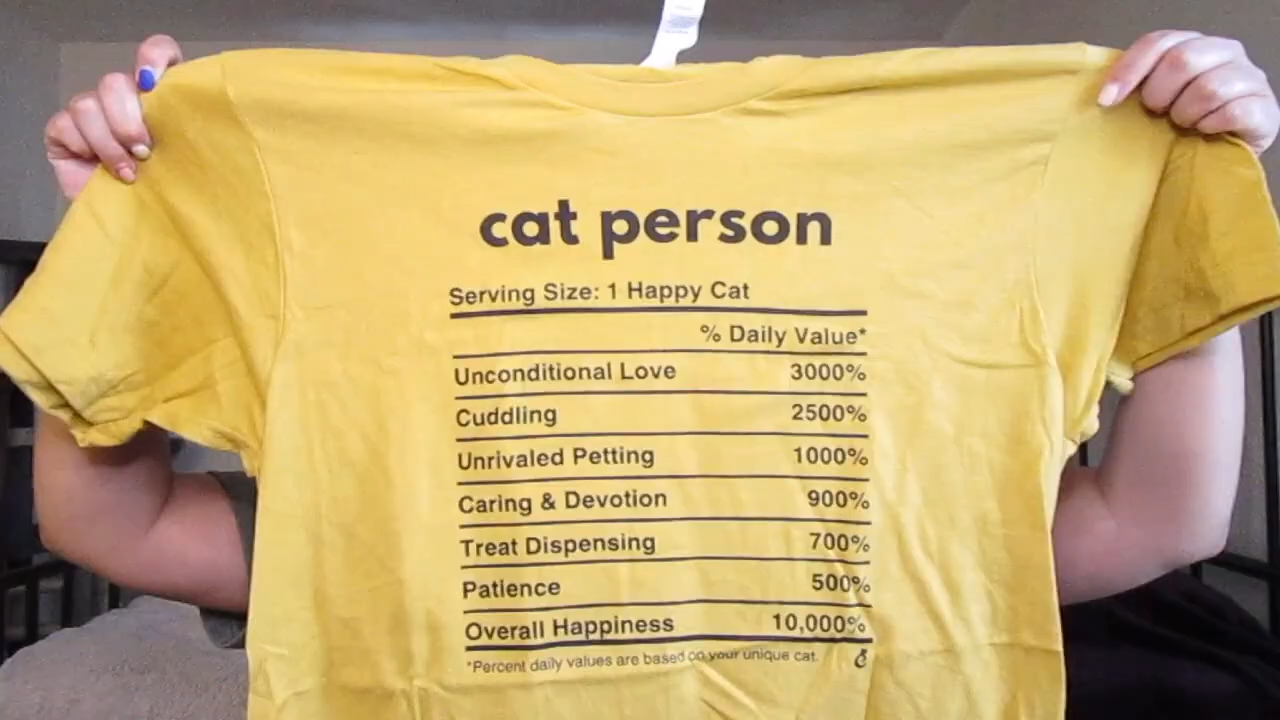 cat person
Serving Size: 1 Happy Cat
% Daily Value*
Unconditional Love 3000%
Cuddling 2500%
Unrivaled Petting 1000%
Caring & Devotion 900%
Treat Dispensing 700%
Patience 500%
Overall Happiness 10,000%
*Percent daily values are based on your unique cat.